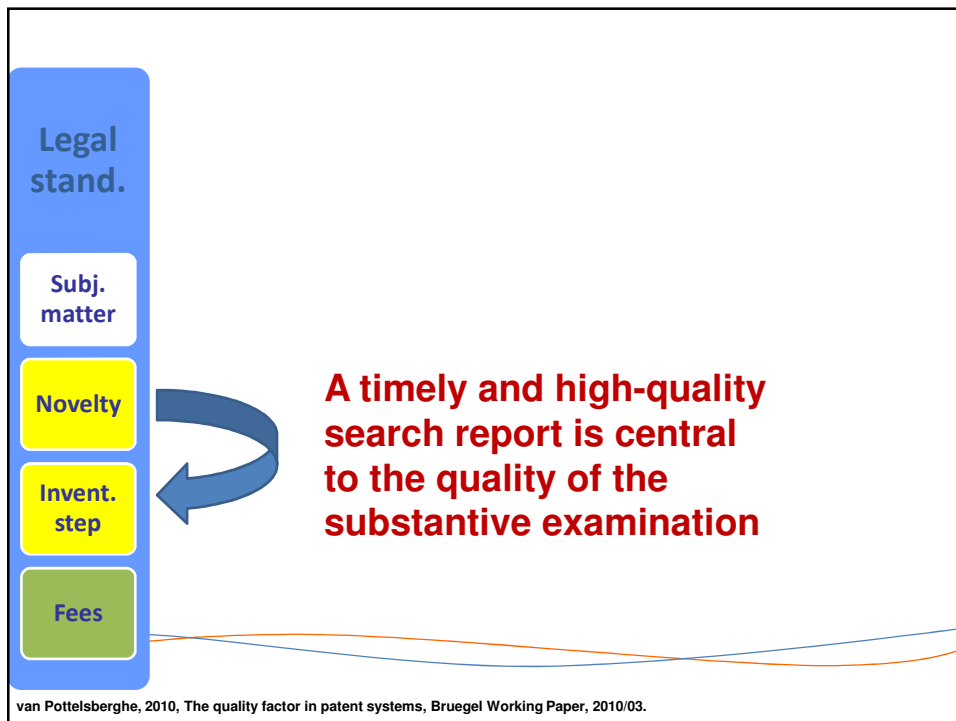 Legal
stand.
Subj.
matter
Novelty
Invent.
step
Fees
A timely and high-quality
search report is central
to the quality of the
substantive examination
van Pottelsberghe, 2010, The quality factor in patent systems, Bruegel Working Paper, 2010/03.